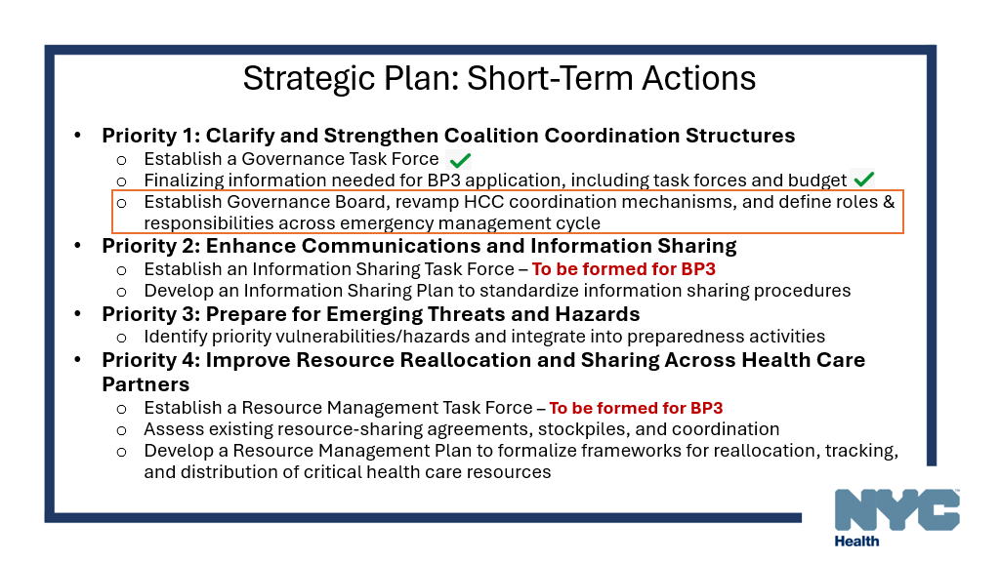 Strategic Plan: Short-Term Actions
• Priority 1: Clarify and Strengthen Coalition Coordination Structures
o Establish a Governance Task Force
o Finalizing information needed for BP3 application, including task forces and budget
o Establish Governance Board, revamp HCC coordination mechanisms, and define roles &
responsibilities across emergency management cycle
• Priority 2: Enhance Communications and Information Sharing
o Establish an Information Sharing Task Force – To be formed for BP3
o Develop an Information Sharing Plan to standardize information sharing procedures
• Priority 3: Prepare for Emerging Threats and Hazards
o Identify priority vulnerabilities/hazards and integrate into preparedness activities
• Priority 4: Improve Resource Reallocation and Sharing Across Health Care
Partners
o Establish a Resource Management Task Force – To be formed for BP3
o Assess existing resource-sharing agreements, stockpiles, and coordination
o Develop a Resource Management Plan to formalize frameworks for reallocation, tracking,
and distribution of critical health care resources
NYC™
Health